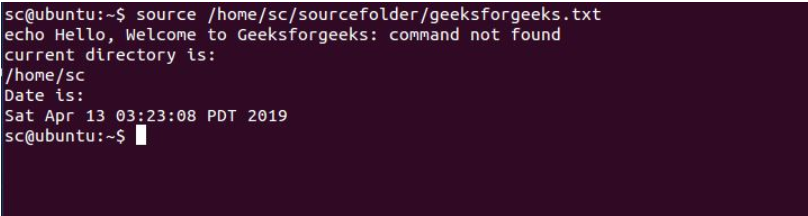 sc@ubuntu:~$ source /home/sc/sourcefolder/geeksforgeeks.txt
echo Hello, Welcome to Geeksforgeeks: command not found
current directory is:
/home/sc
Date is:
Sat Apr 13 03:23:08 PDT 2019
sc@ubuntu:~$